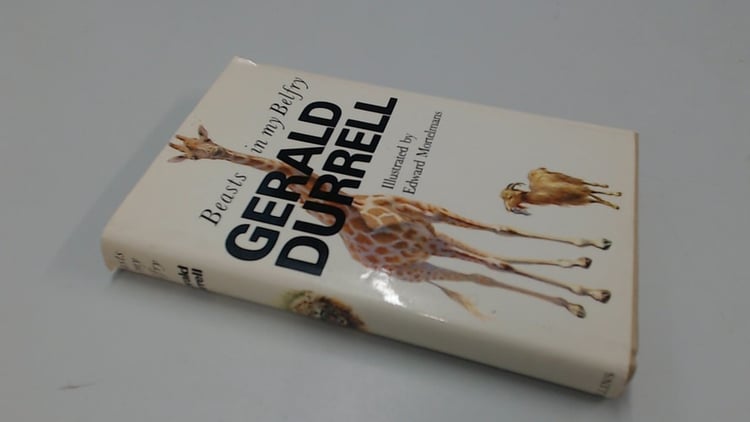 Beasts in my Belfry
GERALD
DURRELL
Illustrated by
Edward Mortelmans